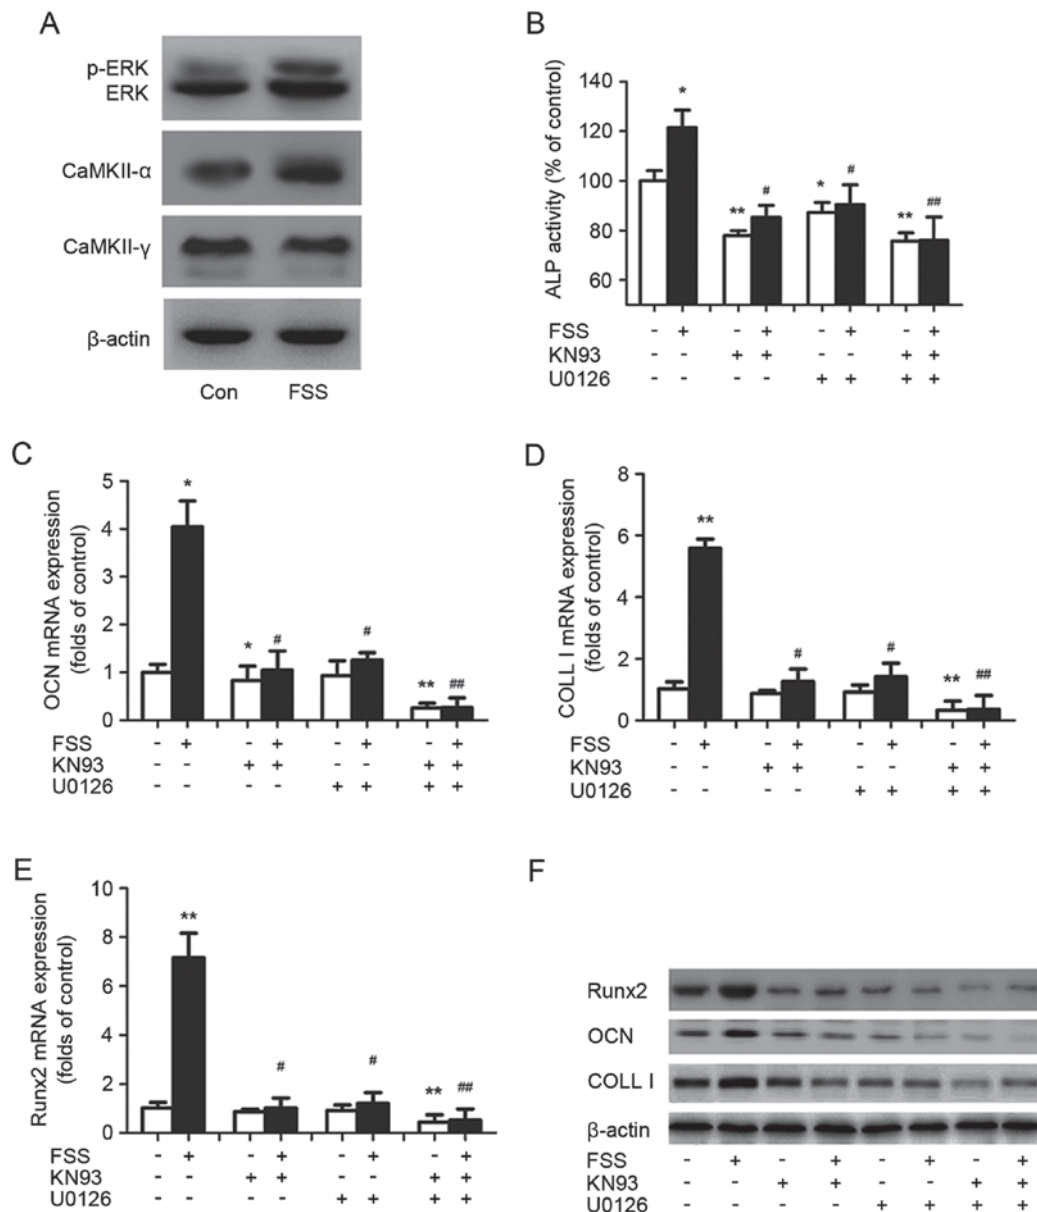 A
p-ERK
ERK
CaMKII-α
CaMKII-γ
β-actin
Con FSS
B
ALP activity (% of control)
140
120
100
80
60
*
**
#
*
#
**
##
FSS - + - + - + - +
KN93 - - + + - - + +
U0126 - - - - + + + +
C
OCN mRNA expression
(folds of control)
5
4
3
2
1
0
*
*
#
#
**
##
FSS - + - + - + - +
KN93 - - + + - - + +
U0126 - - - - + + + +
D
COLL I mRNA expression
(folds of control)
8
6
4
2
0
**
#
#
**
##
FSS - + - + - + - +
KN93 - - + + - - + +
U0126 - - - - + + + +
E
Runx2 mRNA expression
(folds of control)
10
8
6
4
2
0
**
#
#
**
##
FSS - + - + - + - +
KN93 - - + + - - + +
U0126 - - - - + + + +
F
Runx2
OCN
COLL I
β-actin
FSS - + - + - + - +
KN93 - - + + - - + +
U0126 - - - - + + + +